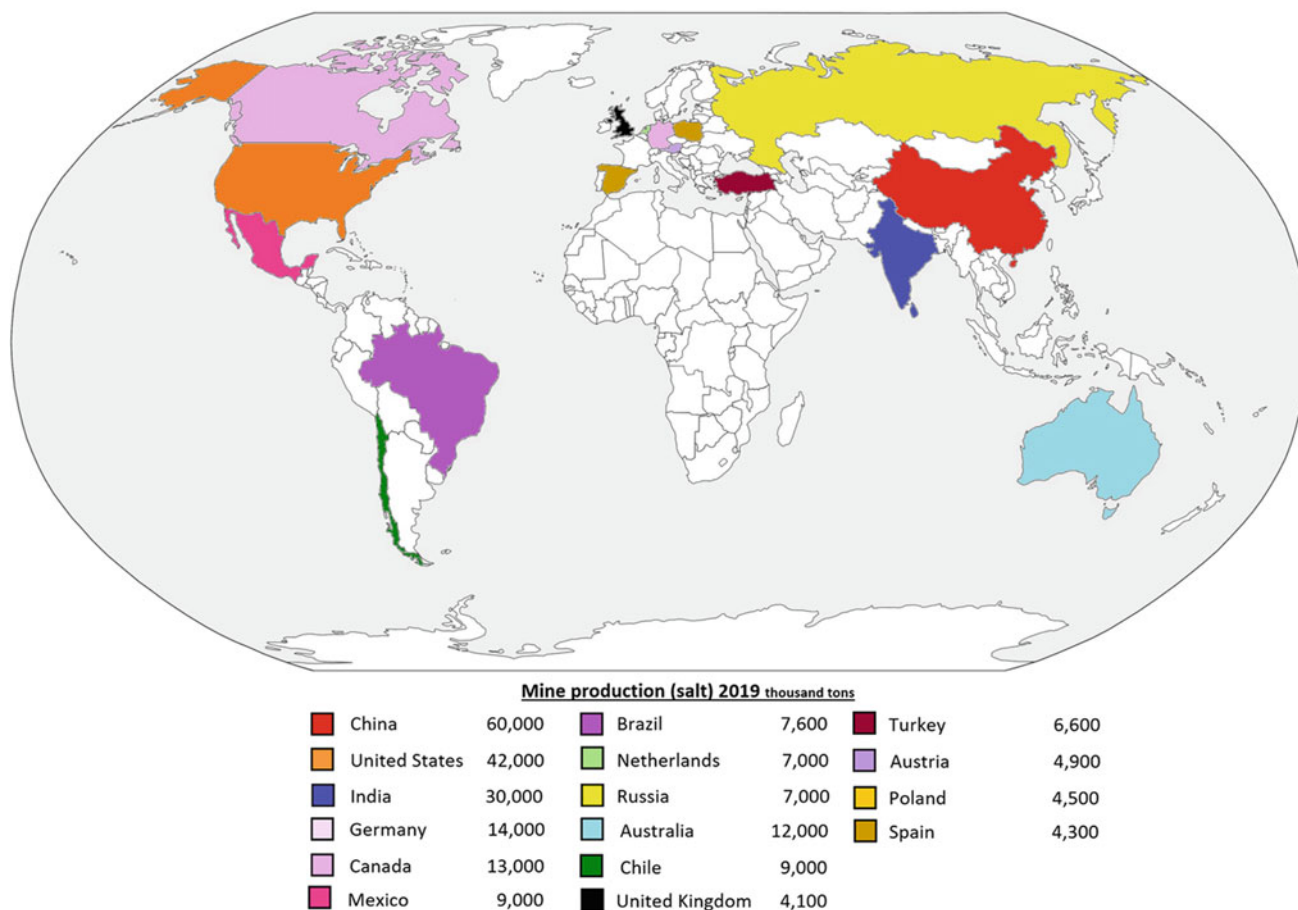 Mine production (salt) 2019 thousand tons
China 60,000 Brazil 7,600 Turkey 6,600
United States 42,000 Netherlands 7,000 Austria 4,900
India 30,000 Russia 7,000 Poland 4,500
Germany 14,000 Australia 12,000 Spain 4,300
Canada 13,000 Chile 9,000
Mexico 9,000 United Kingdom 4,100